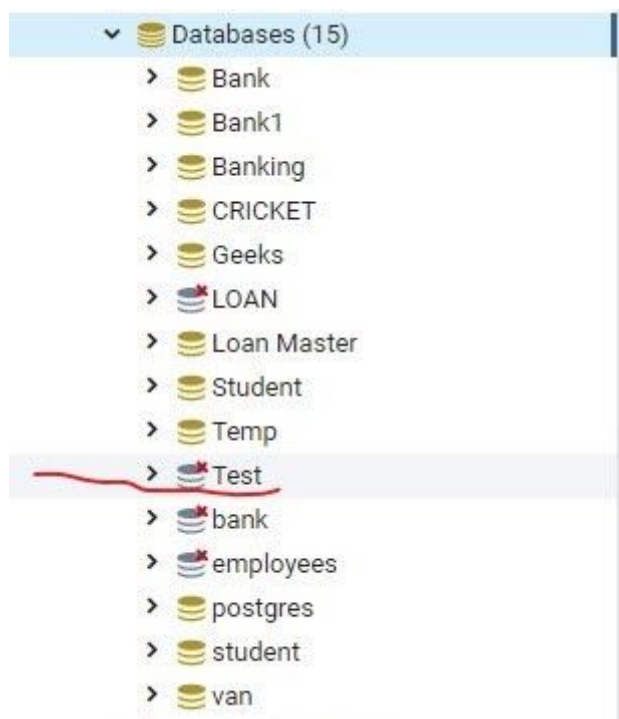 Databases (15)
Bank
Bank1
Banking
CRICKET
Geeks
LOAN
Loan Master
Student
Temp
Test
bank
employees
postgres
student
van